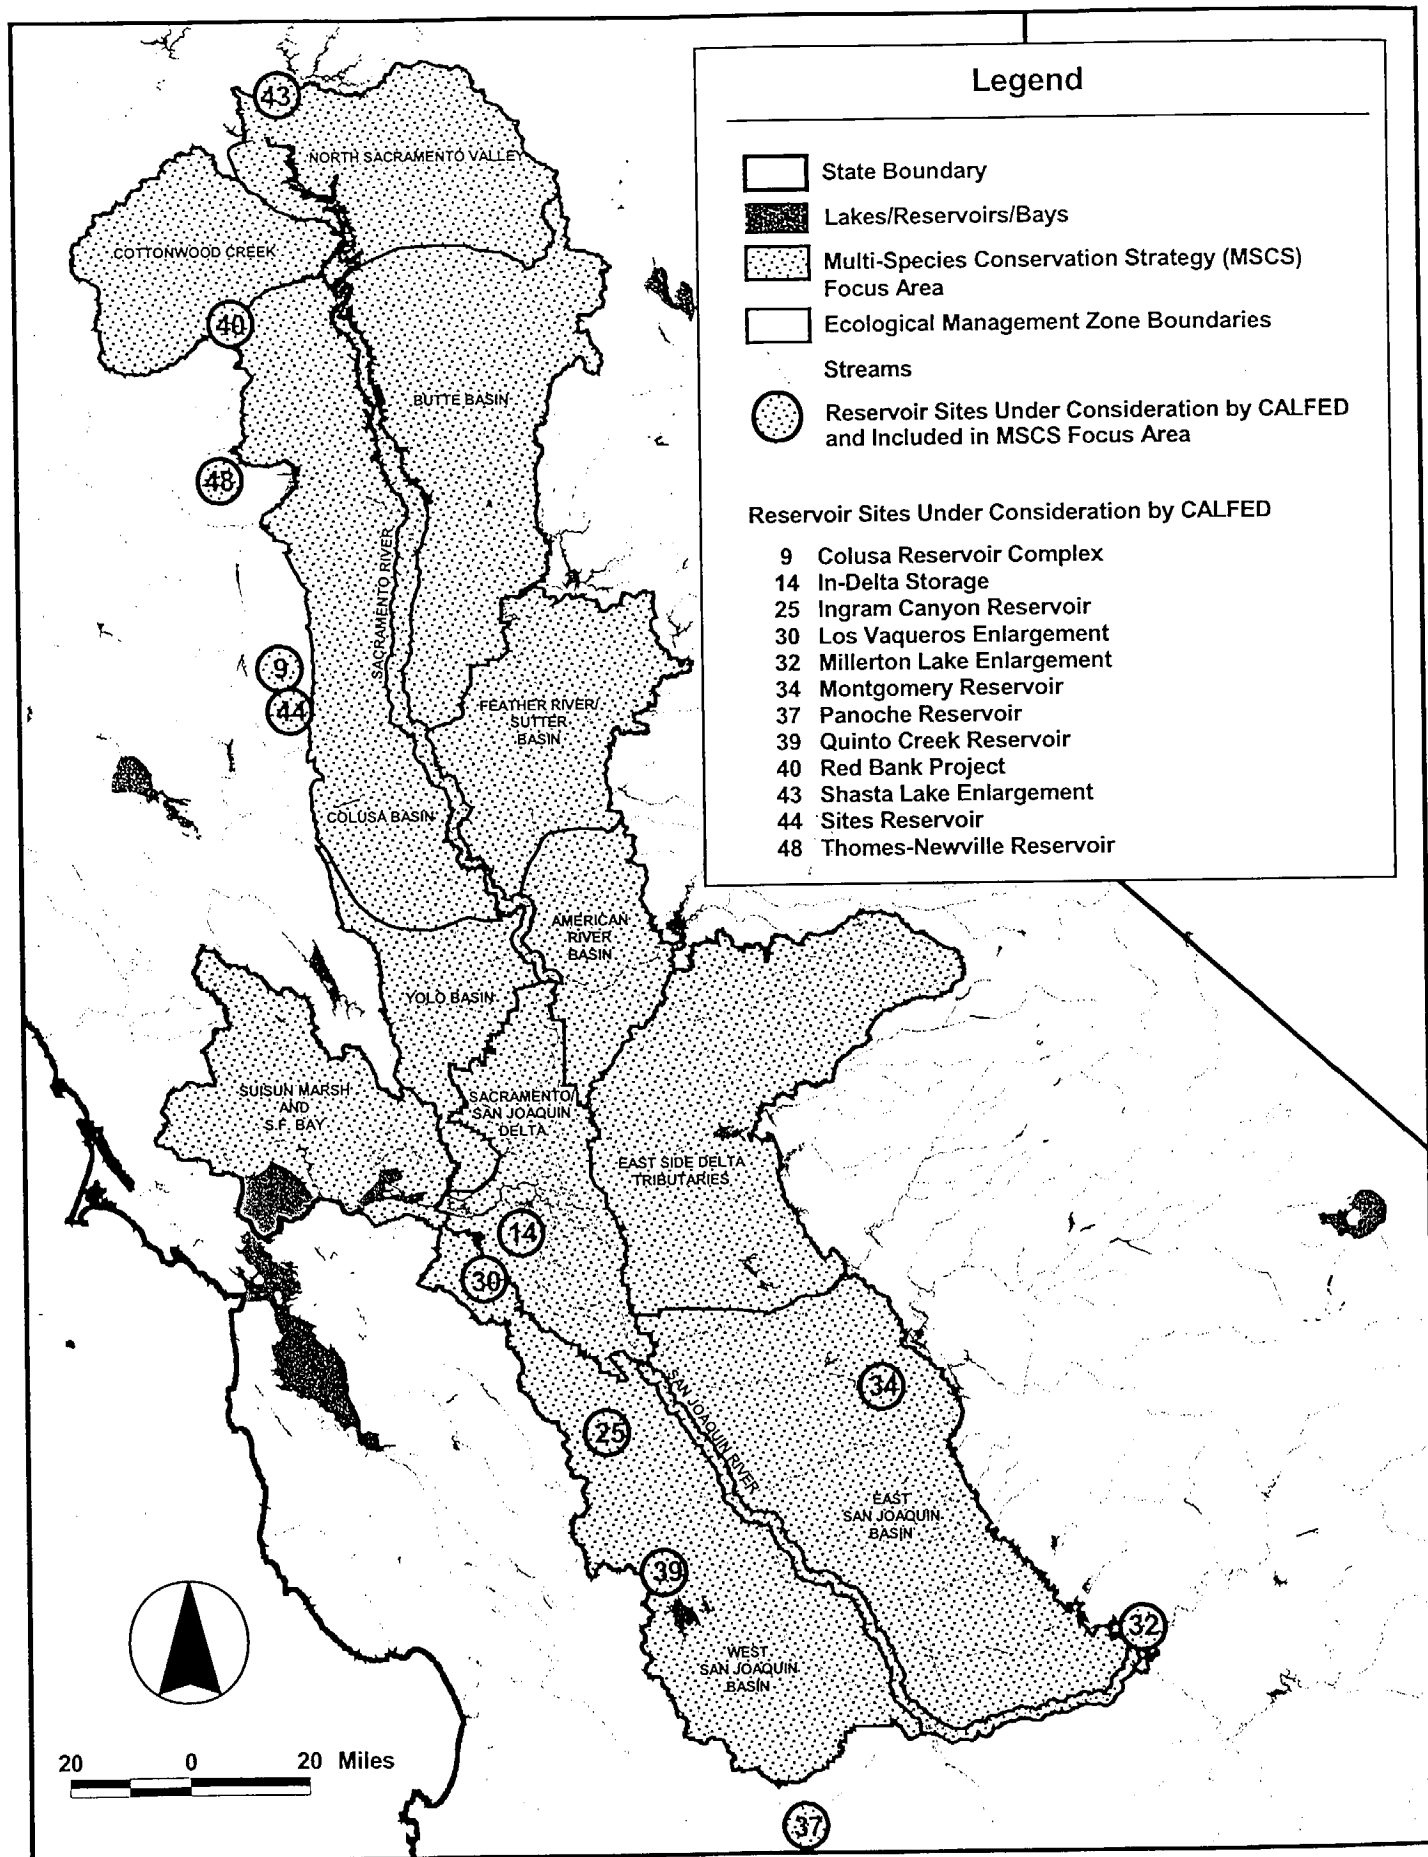 Legend
State Boundary
Lakes/Reservoirs/Bays
Multi-Species Conservation Strategy (MSCS)
Focus Area
Ecological Management Zone Boundaries
Streams
Reservoir Sites Under Consideration by CALFED
and Included in MSCS Focus Area
Reservoir Sites Under Consideration by CALFED
9 Colusa Reservoir Complex
14 In-Delta Storage
25 Ingram Canyon Reservoir
30 Los Vaqueros Enlargement
32 Millerton Lake Enlargement
34 Montgomery Reservoir
37 Panoche Reservoir
39 Quinto Creek Reservoir
40 Red Bank Project
43 Shasta Lake Enlargement
44 Sites Reservoir
48 Thomes-Newville Reservoir
43
NORTH SACRAMENTO VALLEY
COTTONWOOD CREEK
40
BUTTE BASIN
48
SACRAMENTO RIVER
9
44
FEATHER RIVER/
SUTTER
BASIN
COLUSA BASIN
AMERICAN
RIVER
BASIN
YOLO BASIN
SUISUN MARSH
AND
S.F. BAY
SACRAMENTO/
SAN JOAQUIN
DELTA
EAST SIDE DELTA
TRIBUTARIES
14
30
34
SAN JOAQUIN RIVER
25
EAST
SAN JOAQUIN
BASIN
39
32
WEST
SAN JOAQUIN
BASIN
20 0 20 Miles
37